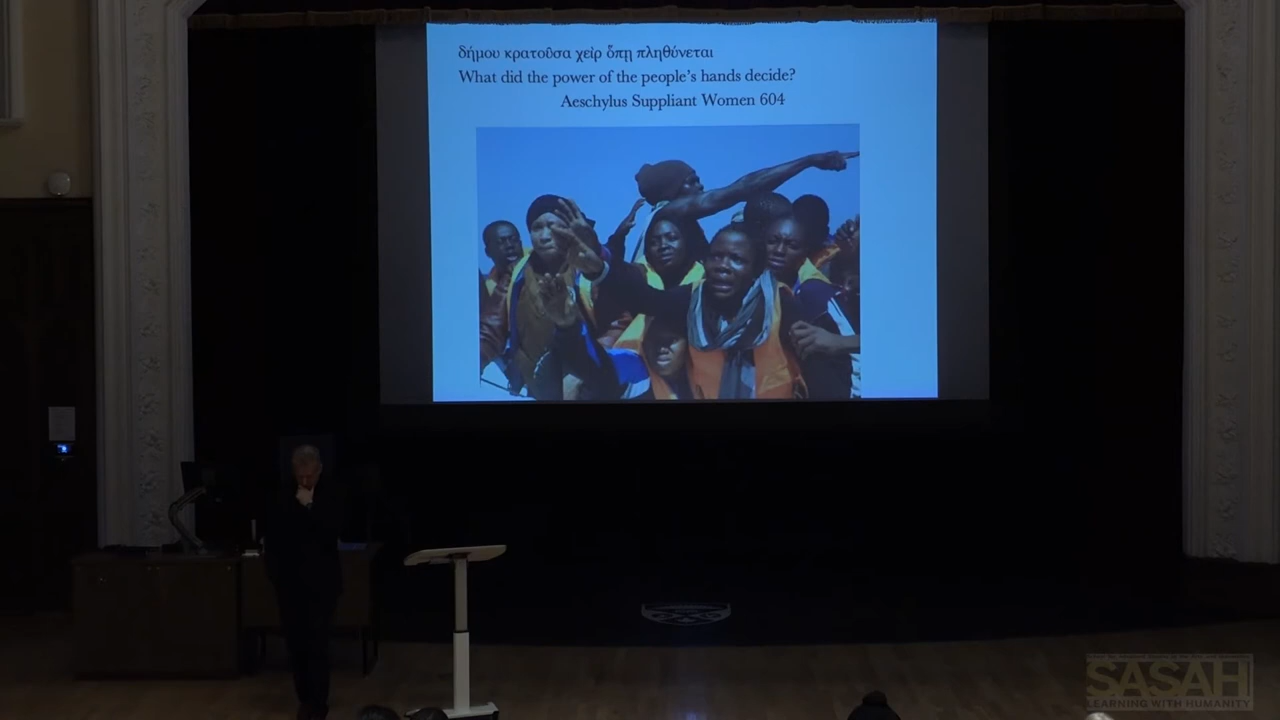 δήμου κρατοῦσα χεὶρ ὅπῃ πληθύνεται
What did the power of the people's hands decide?
Aeschylus Suppliant Women 604
SASAH
LEARNING WITH HUMANITY